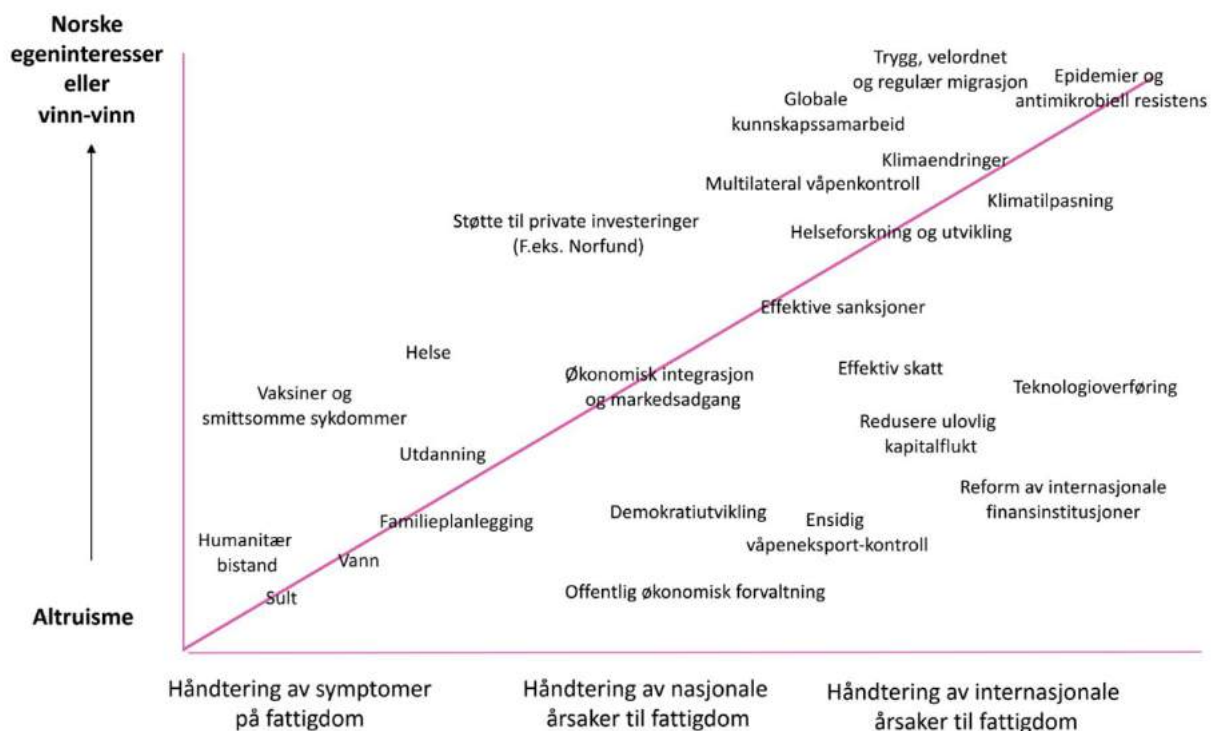 Norske
egeninteresser
eller
vinn-vinn
Altruisme
Trygg, velordnet
og regulær migrasjon
Epidemier og
antimikrobiell resistens
Globale
kunnskapssamarbeid
Klimaendringer
Multilateral våpenkontroll
Klimatilpasning
Støtte til private investeringer
(F.eks. Norfund)
Helseforskning og utvikling
Effektive sanksjoner
Helse
Økonomisk integrasjon
og markedsadgang
Effektiv skatt
Teknologioverføring
Vaksiner og
smittsomme sykdommer
Redusere ulovlig
kapitalflukt
Utdanning
Reform av internasjonale
finansinstitusjoner
Familieplanlegging
Demokratiutvikling
Ensidig
våpeneksport-kontroll
Humanitær
bistand
Vann
Sult
Offentlig økonomisk forvaltning
Håndtering av symptomer
på fattigdom
Håndtering av nasjonale
årsaker til fattigdom
Håndtering av internasjonale
årsaker til fattigdom